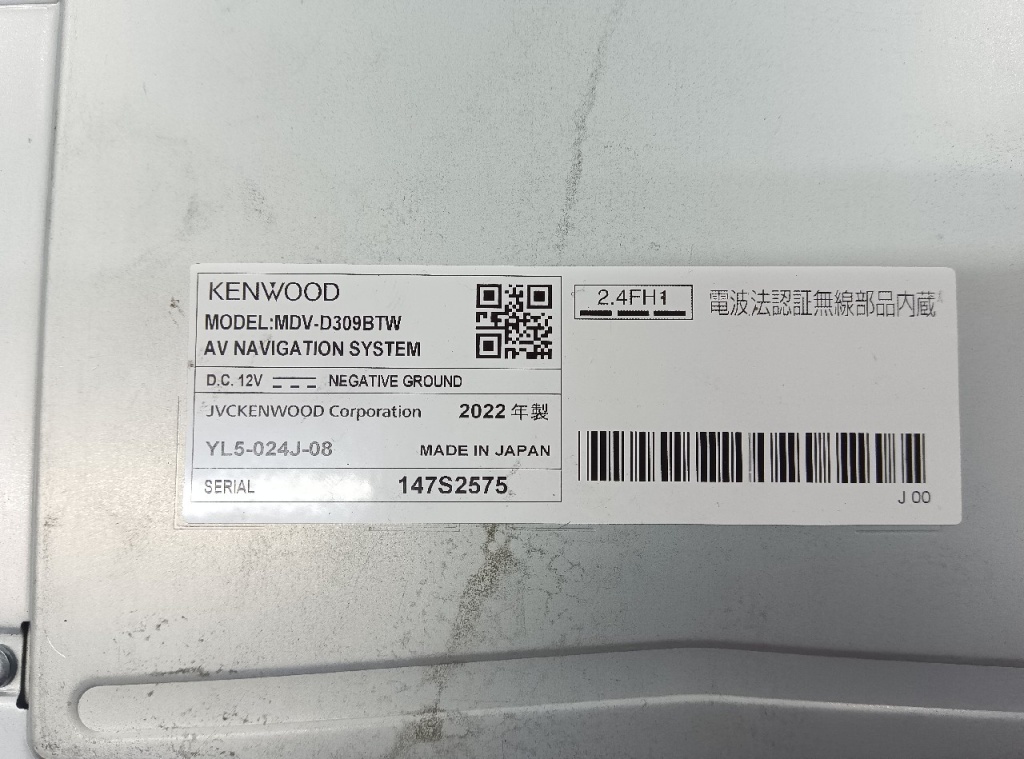 KENWOOD
MODEL:MDV-D309BTW
AV NAVIGATION SYSTEM
D.C. 12V NEGATIVE GROUND
JVCKENWOOD Corporation 2022 年製
YL5-024J-08 MADE IN JAPAN
SERIAL 147S2575
2.4FH1 電波法認証無線部品内蔵
J 00